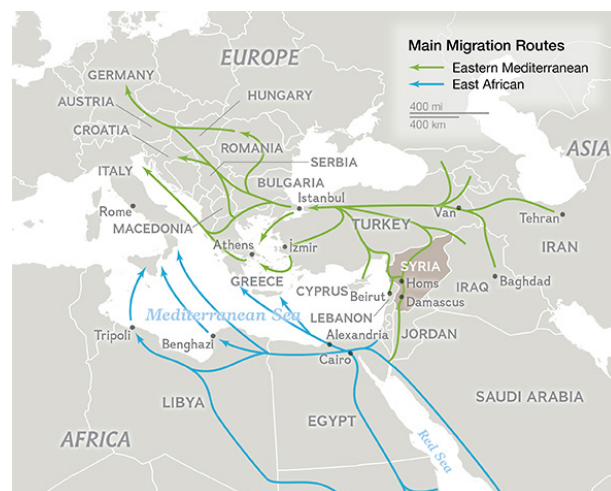 Main Migration Routes
Eastern Mediterranean
East African
400 mi
400 km
EUROPE
GERMANY
AUSTRIA
HUNGARY
CROATIA
ROMANIA
ASIA
ITALY
SERBIA
BULGARIA
Istanbul
Rome
MACEDONIA
TURKEY
Van
Tehran
Athens
İzmir
IRAN
GREECE
SYRIA
CYPRUS
Homs
IRAQ
Baghdad
Beirut
Damascus
Mediterranean Sea
LEBANON
Tripoli
Benghazi
Alexandria
JORDAN
Cairo
LIBYA
EGYPT
SAUDI ARABIA
AFRICA
Red Sea